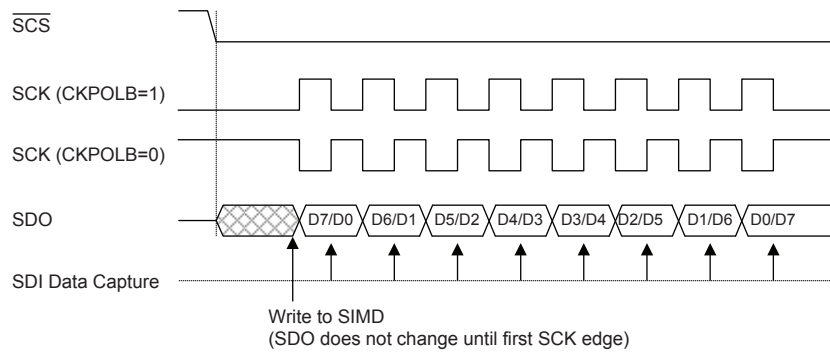 SCS
SCK (CKPOLB=1)
SCK (CKPOLB=0)
SDO
D7/D0 D6/D1 D5/D2 D4/D3 D3/D4 D2/D5 D1/D6 D0/D7
SDI Data Capture
Write to SIMD
(SDO does not change until first SCK edge)